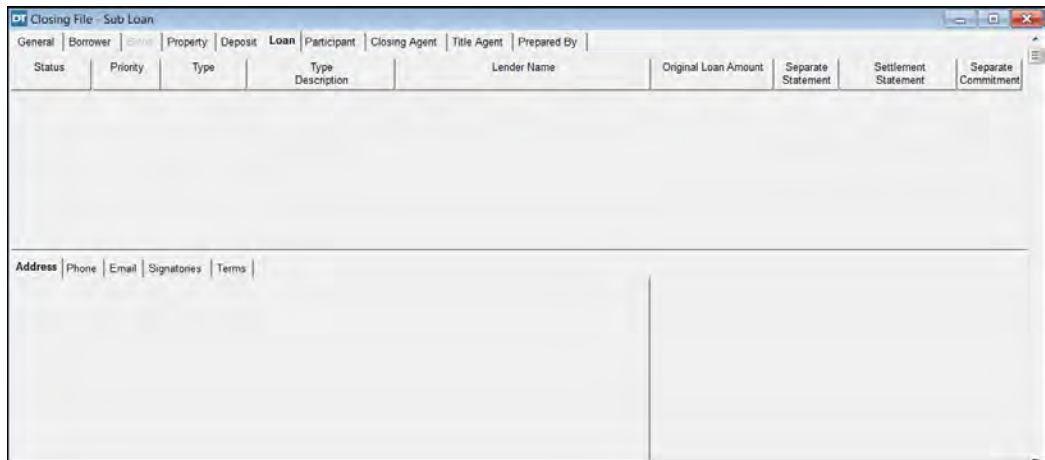 DT Closing File - Sub Loan
General Borrower Property Deposit Loan Participant Closing Agent Title Agent Prepared By
Status Priority Type Type Description Lender Name Original Loan Amount Separate Statement Settlement Statement Separate Commitment
Address Phone Email Signatories Terms